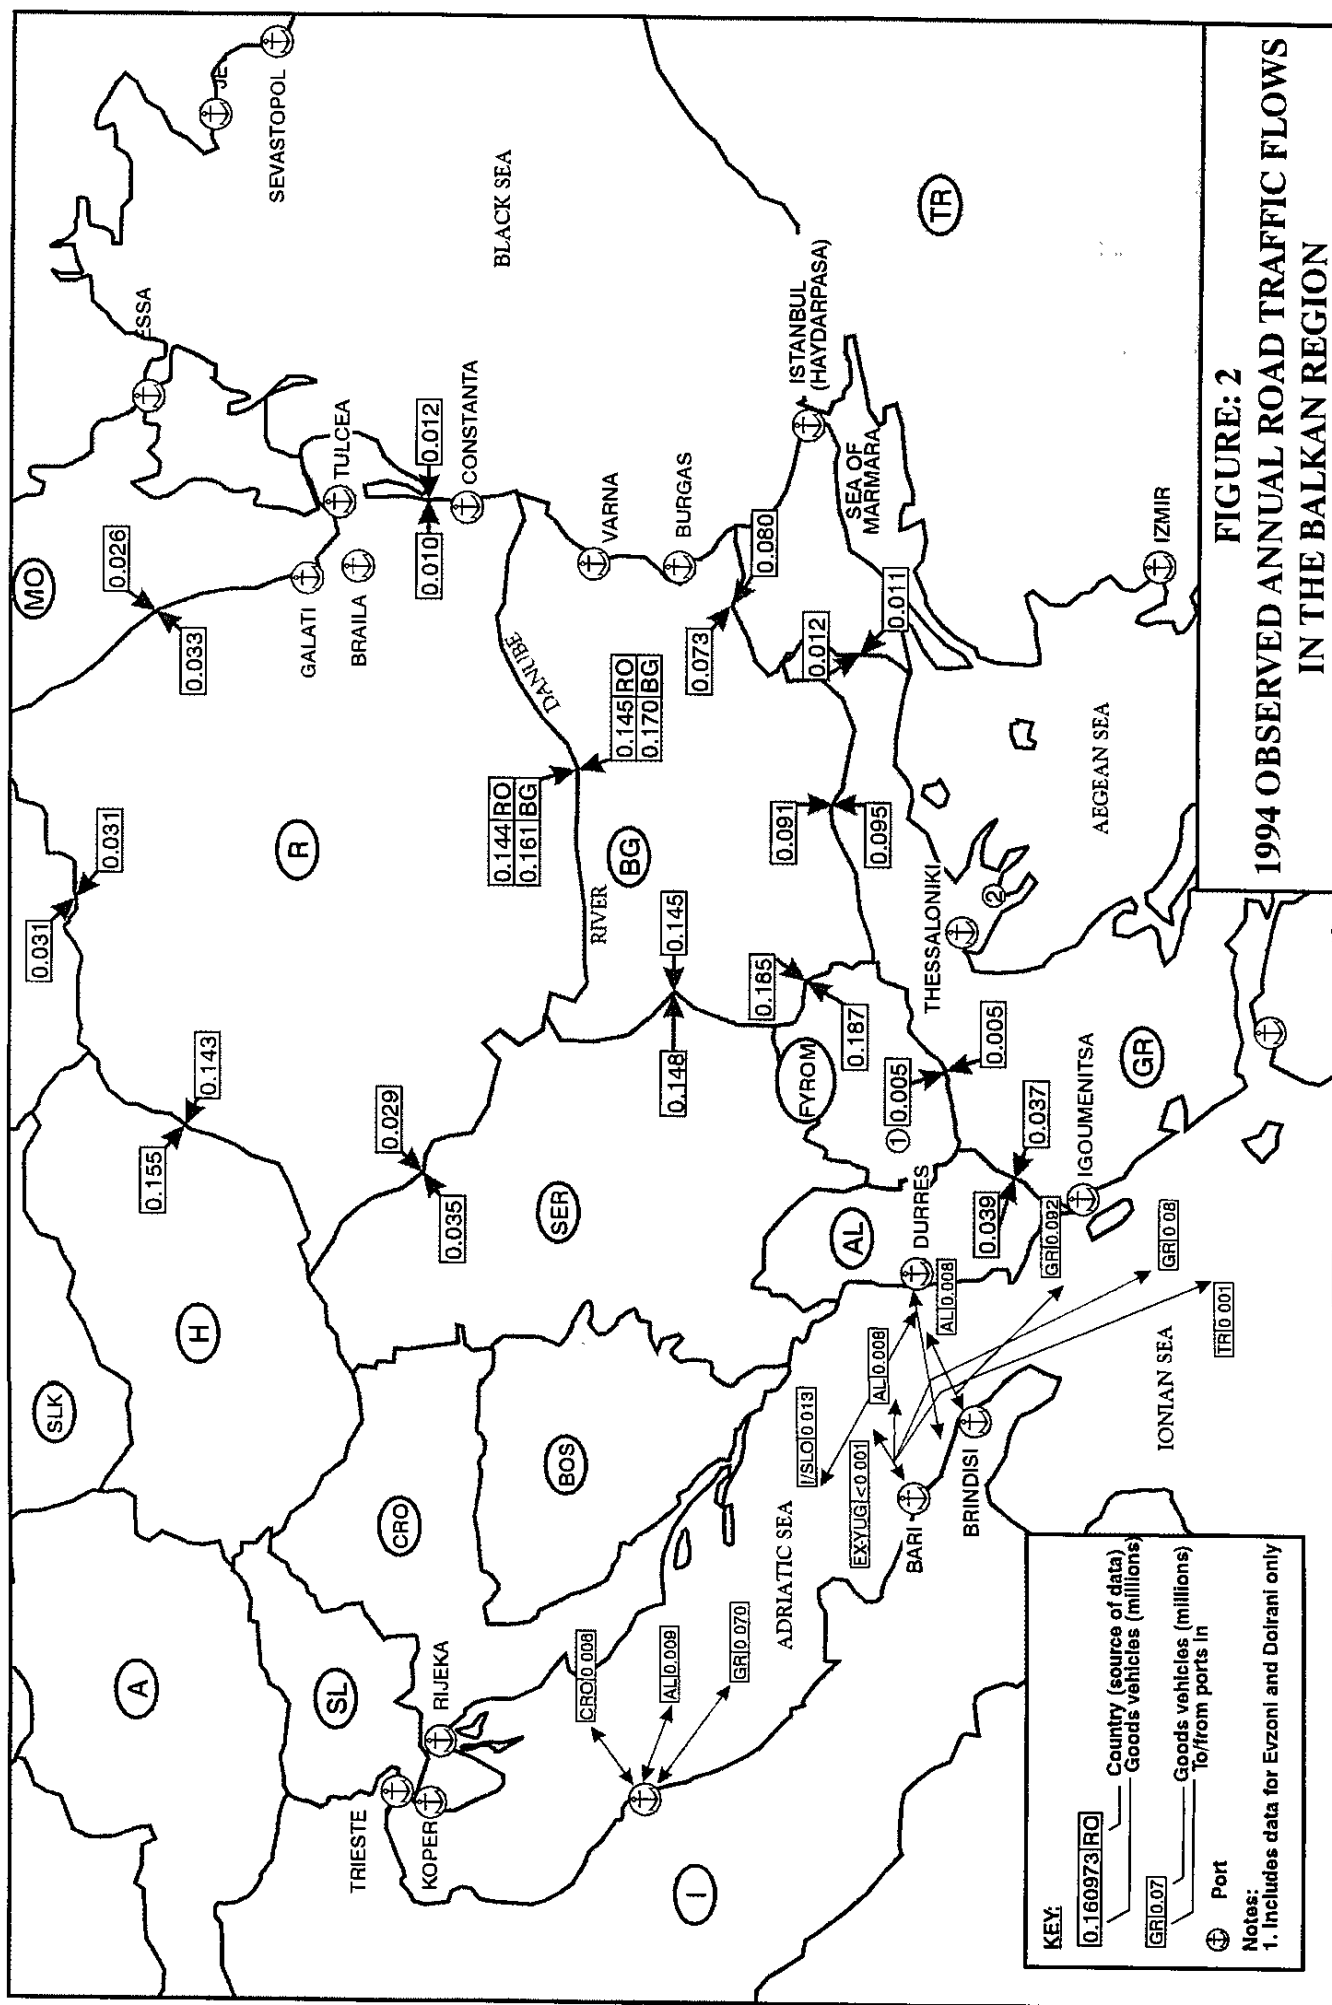 FIGURE: 2
1994 OBSERVED ANNUAL ROAD TRAFFIC FLOWS
IN THE BALKAN REGION
SLK
MO
A
H
R
SL
CRO
BOS
SER
BG
FYROM
AL
GR
TR
I
ESSA
SEVASTOPOL
BLACK SEA
TULCEA
GALATI
BRAILA
CONSTANTA
VARNA
BURGAS
ISTANBUL
(HAYDARPASA)
SEA OF
MARMARA
IZMIR
AEGEAN SEA
RIVER
DANUBE
THESSALONIKI
2
IGOUMENITSA
DURRES
IONIAN SEA
ADRIATIC SEA
BRINDISI
BARI
RIJEKA
TRIESTE
KOPER
0.026
0.033
0.031
0.031
0.155
0.143
0.012
0.010
0.029
0.035
0.144 RO
0.161 BG
0.145 RO
0.170 BG
0.148
0.145
0.073
0.080
0.012
0.011
0.091
0.095
0.185
0.187
1 0.005
0.005
0.039
0.037
GR 0.092
GR 0 08
TR 0 001
AL 0.008
AL 0.008
I/SLO 0 013
EX-YUG <0 001
CRO 0 008
AL 0.009
GR 0 070
KEY:
0.160973 RO
Country (source of data)
Goods vehicles (millions)
GR 0.07
Goods vehicles (millions)
To/from ports in
Port
Notes:
1. Includes data for Evzoni and Doirani only